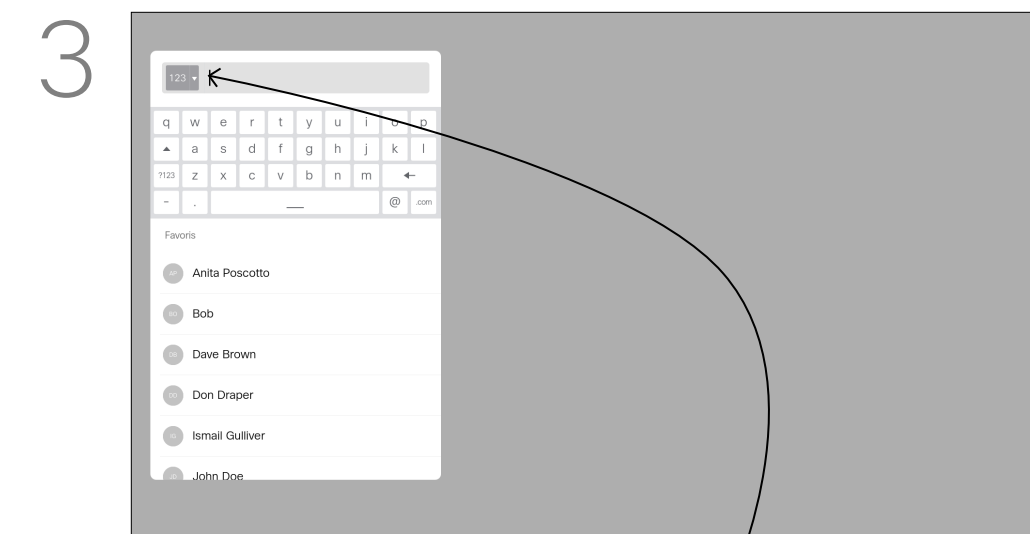 3
123
q w e r t y u i o p
a s d f g h j k l
?123 z x c v b n m
- . @ .com
Favoris
AP Anita Poscotto
BO Bob
DB Dave Brown
DD Don Draper
IG Ismail Gulliver
JD John Doe